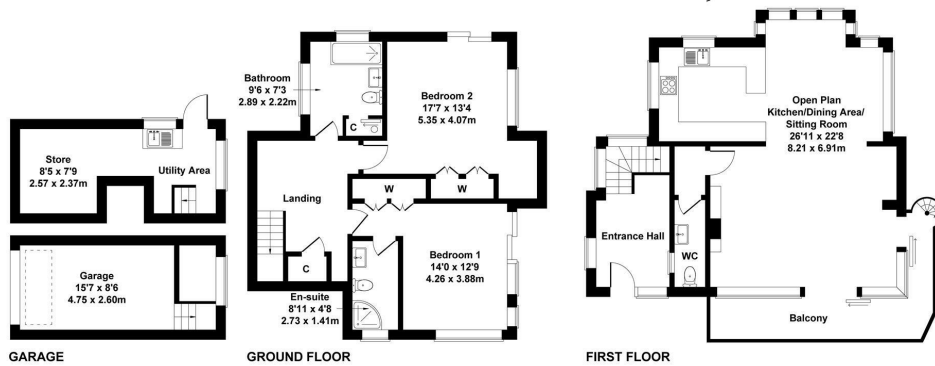 Store
8'5 x 7'9
2.57 x 2.37m
Utility Area
Garage
15'7 x 8'6
4.75 x 2.60m
GARAGE
Bathroom
9'6 x 7'3
2.89 x 2.22m
C
Bedroom 2
17'7 x 13'4
5.35 x 4.07m
Landing
W
W
C
Bedroom 1
14'0 x 12'9
4.26 x 3.88m
En-suite
8'11 x 4'8
2.73 x 1.41m
GROUND FLOOR
Open Plan
Kitchen/Dining Area/
Sitting Room
26'11 x 22'8
8.21 x 6.91m
Entrance Hall
WC
Balcony
FIRST FLOOR